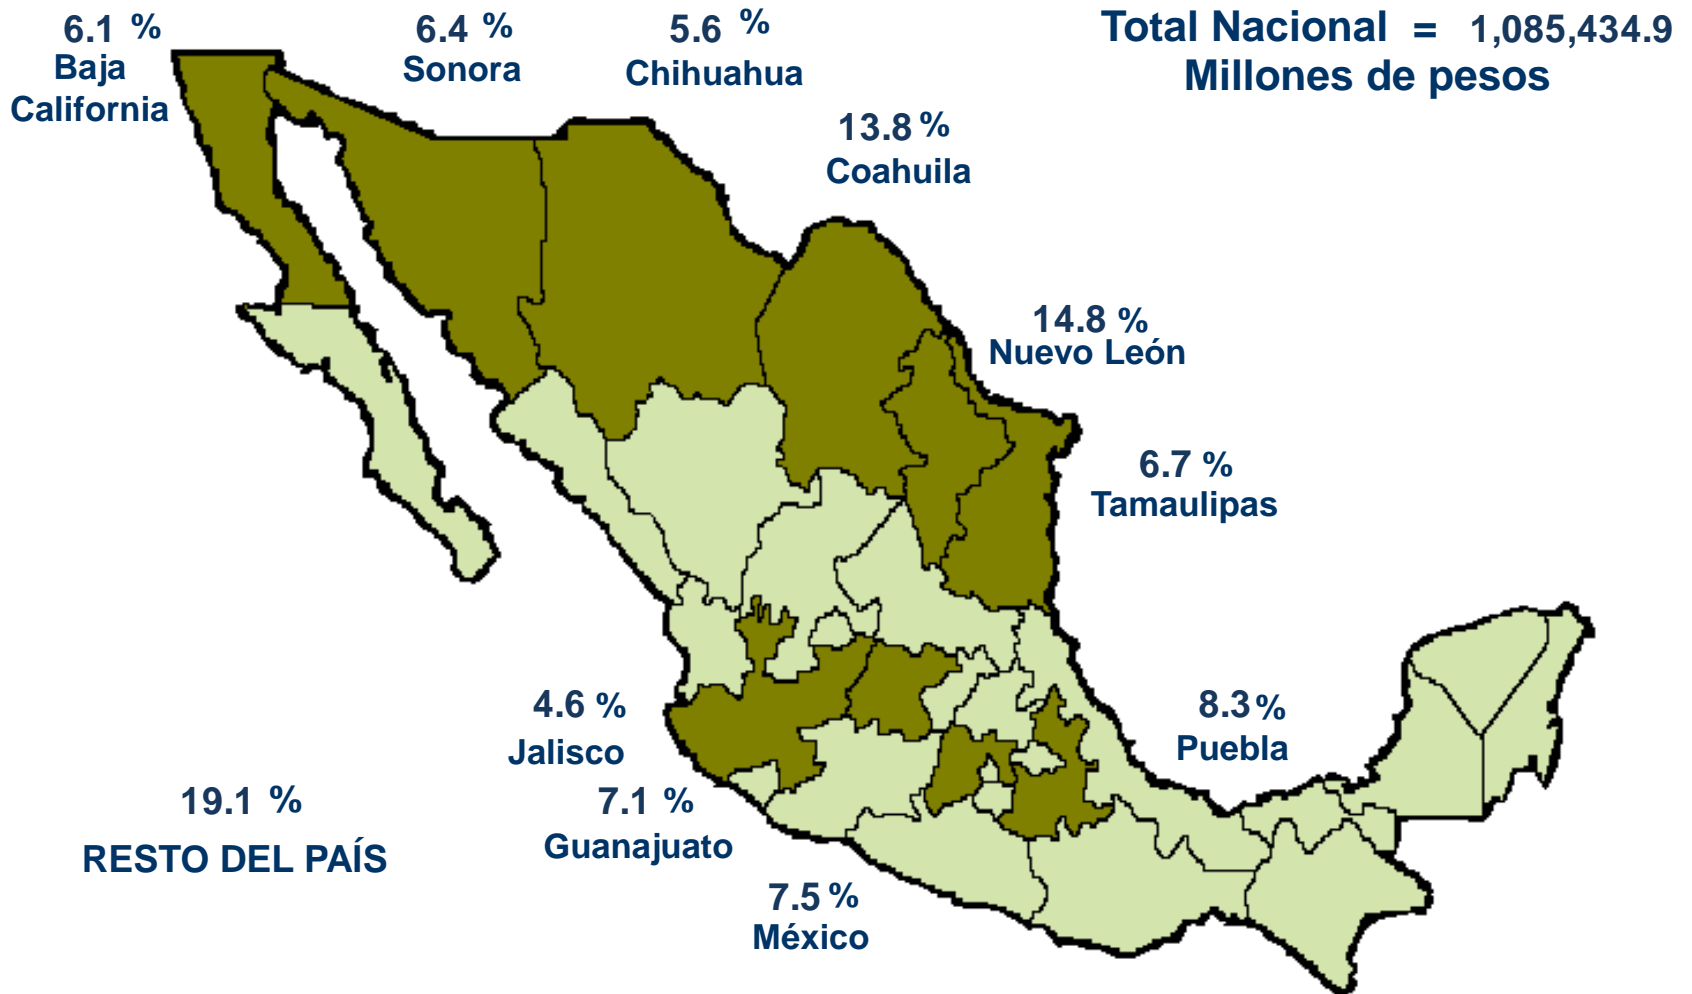 6.1 %
Baja
California
6.4 %
Sonora
5.6 %
Chihuahua
Total Nacional = 1,085,434.9
Millones de pesos
13.8 %
Coahuila
14.8 %
Nuevo León
6.7 %
Tamaulipas
4.6 %
Jalisco
8.3 %
Puebla
19.1 %
RESTO DEL PAÍS
7.1 %
Guanajuato
7.5 %
México